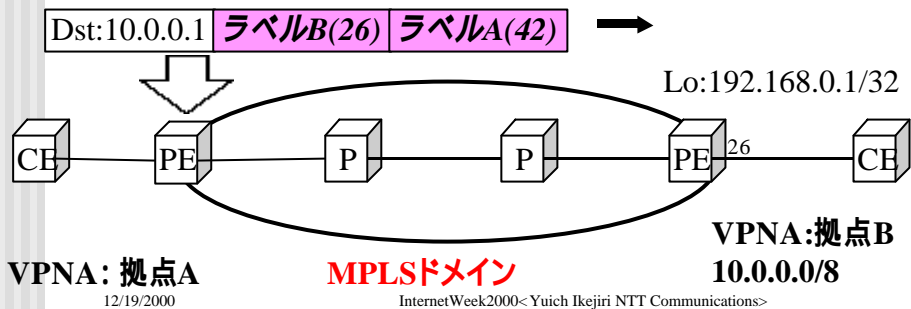 Dst:10.0.0.1 ラベルB(26) ラベルA(42)
Lo:192.168.0.1/32
CE PE P P PE 26 CE
VPNA: 拠点A
MPLSドメイン
VPNA:拠点B
10.0.0.0/8
12/19/2000
InternetWeek2000<Yuich Ikejiri NTT Communications>